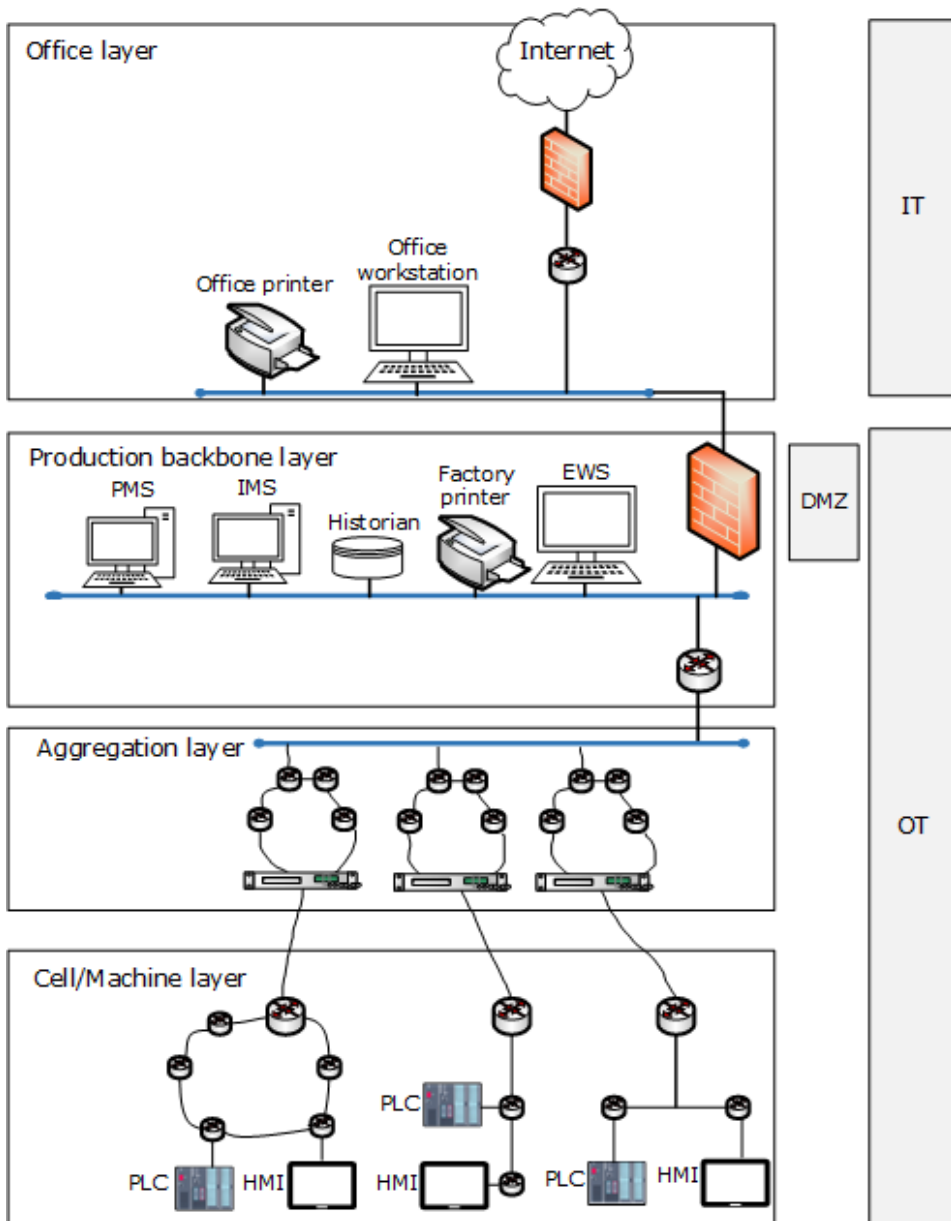 Office layer
Internet
IT
Office
workstation
Office printer
Production backbone layer
PMS
IMS
Historian
Factory
printer
EWS
DMZ
Aggregation layer
OT
Cell/Machine layer
PLC
HMI
PLC
HMI
PLC
HMI